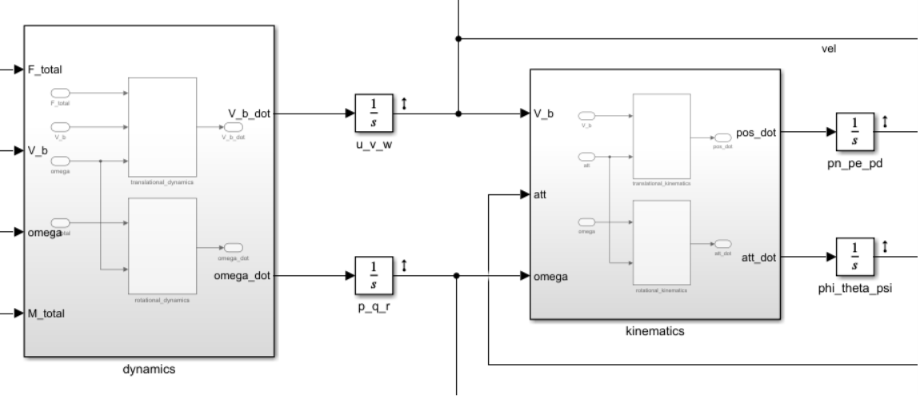 vel
F_total
F_total
V_b
V_b_dot
V_b_dot
1
s
u_v_w
V_b
V_b
pos_dot
pos_dot
1
s
pn_pe_pd
V_b
omega
translational_dynamics
att
att
translational_kinematics
omega
omega_dot
omega_dot
1
s
p_q_r
omega
omega
att_dot
att_dot
1
s
phi_theta_psi
rotational_dynamics
rotational_kinematics
M_total
dynamics
kinematics